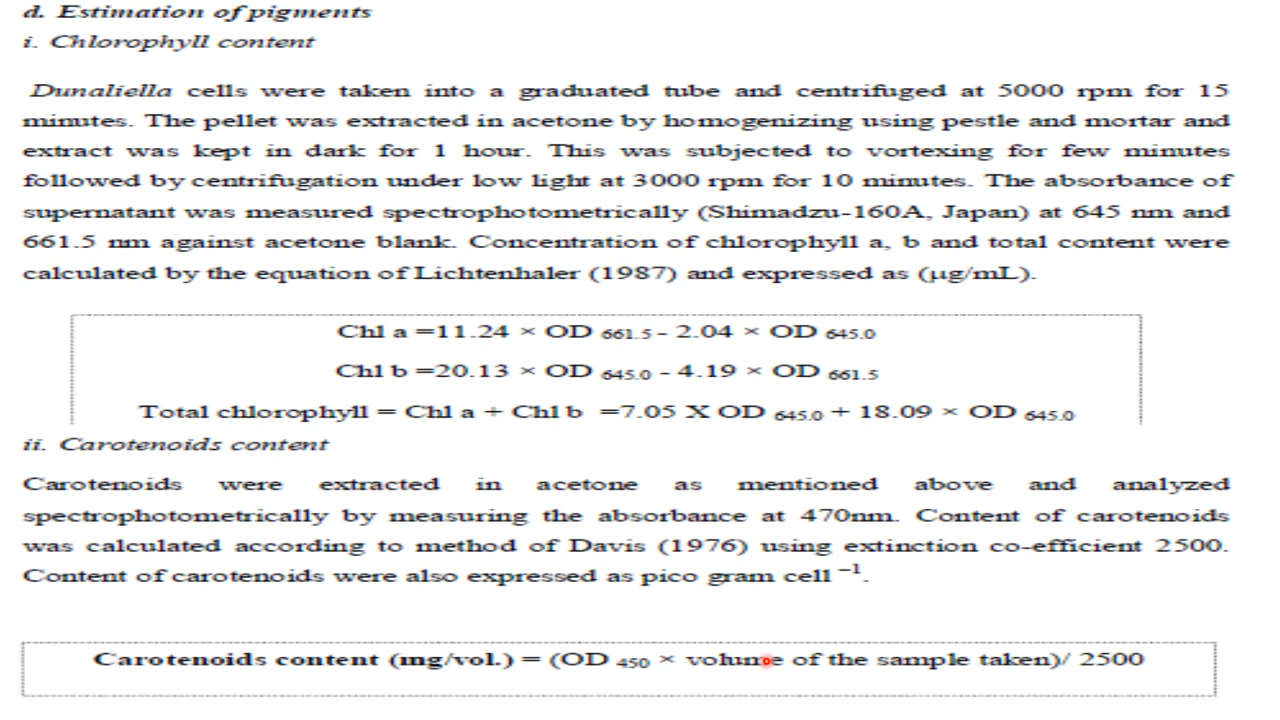 d. Estimation of pigments
i. Chlorophyll content
Dunaliella cells were taken into a graduated tube and centrifuged at 5000 rpm for 15
minutes. The pellet was extracted in acetone by homogenizing using pestle and mortar and
extract was kept in dark for 1 hour. This was subjected to vortexing for few minutes
followed by centrifugation under low light at 3000 rpm for 10 minutes. The absorbance of
supernatant was measured spectrophotometrically (Shimadzu-160A, Japan) at 645 nm and
661.5 nm against acetone blank. Concentration of chlorophyll a, b and total content were
calculated by the equation of Lichtenhaler (1987) and expressed as (µg/mL).
Chl a =11.24 × OD 661.5 - 2.04 × OD 645.0
Chl b =20.13 × OD 645.0 - 4.19 × OD 661.5
Total chlorophyll = Chl a + Chl b =7.05 X OD 645.0 + 18.09 × OD 645.0
ii. Carotenoids content
Carotenoids were extracted in acetone as mentioned above and analyzed
spectrophotometrically by measuring the absorbance at 470nm. Content of carotenoids
was calculated according to method of Davis (1976) using extinction co-efficient 2500.
Content of carotenoids were also expressed as pico gram cell ⁻¹.
Carotenoids content (mg/vol.) = (OD 450 × volume of the sample taken)/ 2500